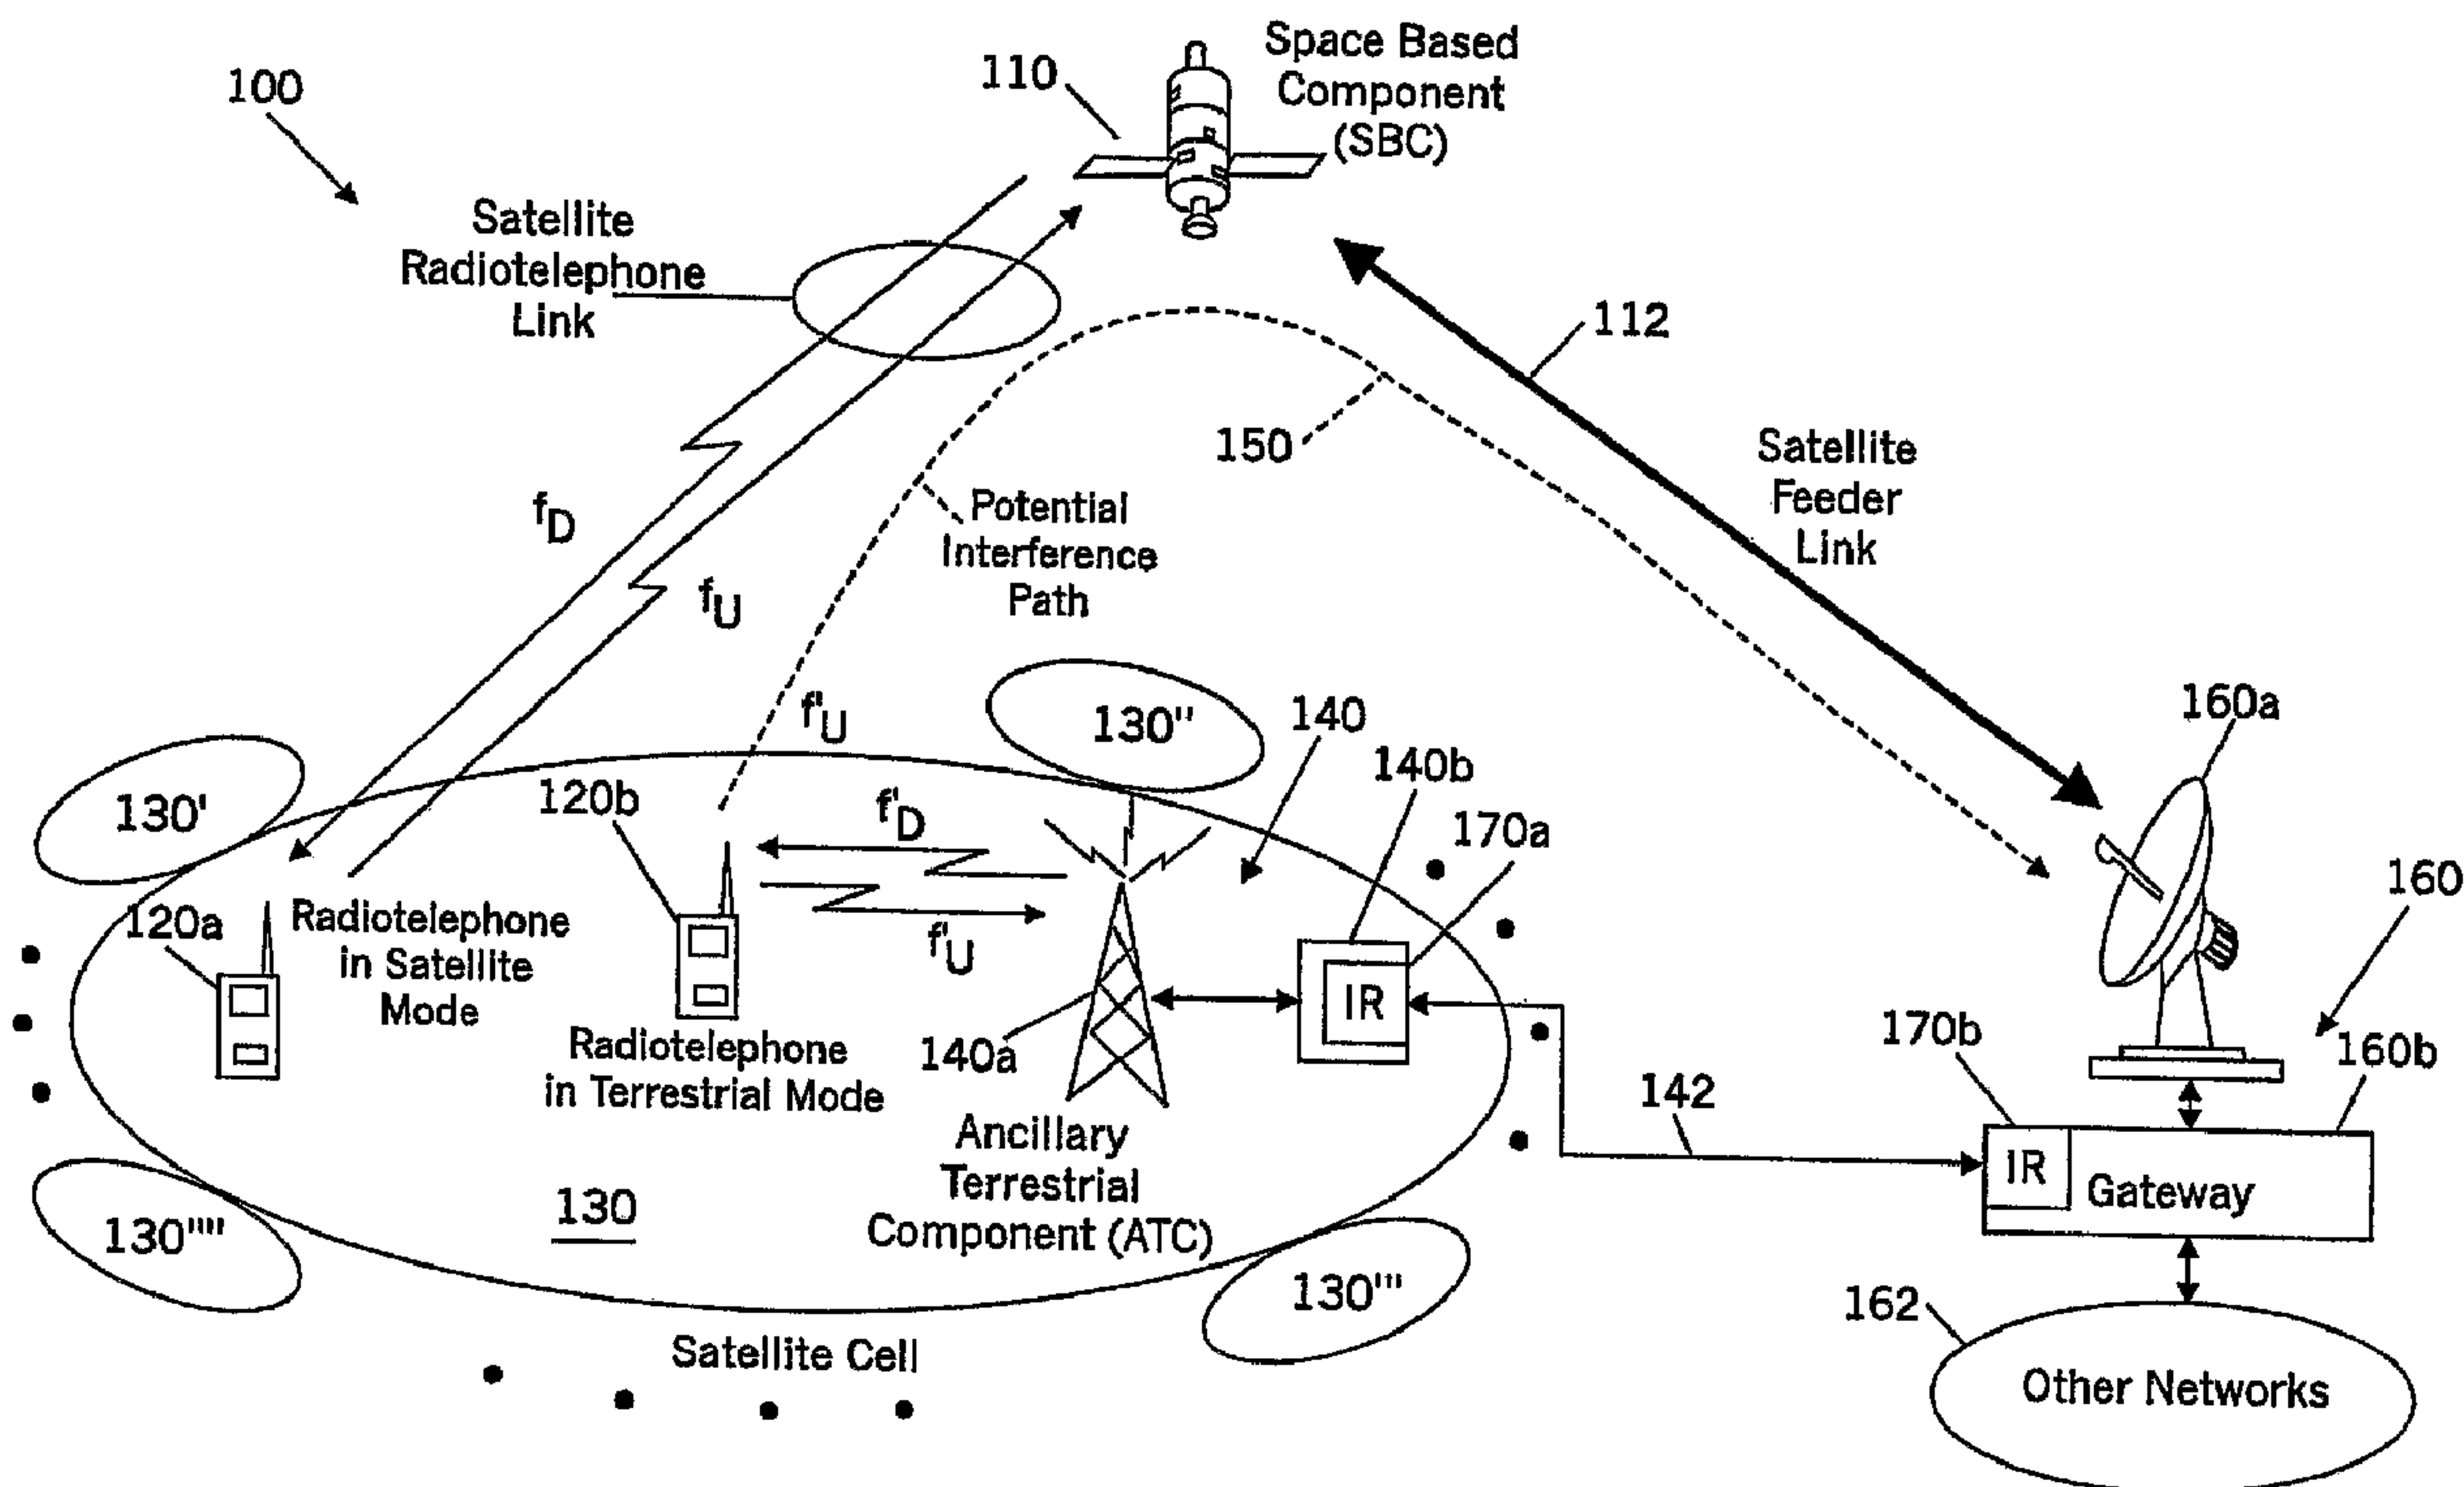 100
110
Space Based
Component
(SBC)
Satellite
Radiotelephone
Link
112
150
Satellite
Feeder
Link
fD
fU
Potential
Interference
Path
f'U
130'
130"
140
140b
160a
120b
f'D
170a
160
120a
Radiotelephone
in Satellite
Mode
f'U
IR
Radiotelephone
in Terrestrial Mode
140a
170b
160b
142
Ancillary
Terrestrial
Component (ATC)
IR
Gateway
130""
130
130"'
162
Satellite Cell
Other Networks